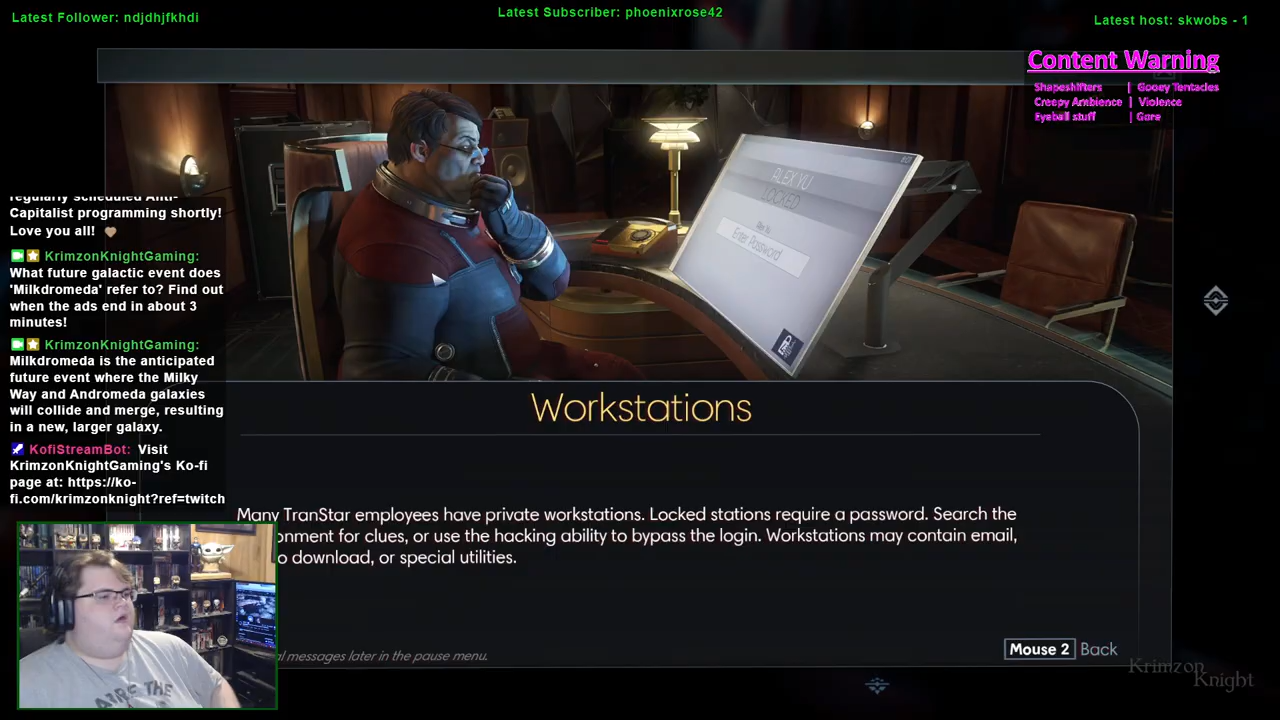 Latest Follower: ndjdhjfkhdi
Latest Subscriber: phoenixrose42
Latest host: skwobs - 1
Content Warning
Shapeshifters | Gooey Tentacles
Creepy Ambience | Violence
Eyeball stuff | Gore
ALEX YU
LOCKED
Enter Password
regularly scheduled Anti-
Capitalist programming shortly!
Love you all!
KrimzonKnightGaming:
What future galactic event does
'Milkdromeda' refer to? Find out
when the ads end in about 3
minutes!
KrimzonKnightGaming:
Milkdromeda is the anticipated
future event where the Milky
Way and Andromeda galaxies
will collide and merge, resulting
in a new, larger galaxy.
KofiStreamBot: Visit
KrimzonKnightGaming's Ko-fi
page at: https://ko-
fi.com/krimzonknight?ref=twitch
Workstations
Many TranStar employees have private workstations. Locked stations require a password. Search the
onment for clues, or use the hacking ability to bypass the login. Workstations may contain email,
o download, or special utilities.
al messages later in the pause menu.
Mouse 2 Back
Krimzon
Knight